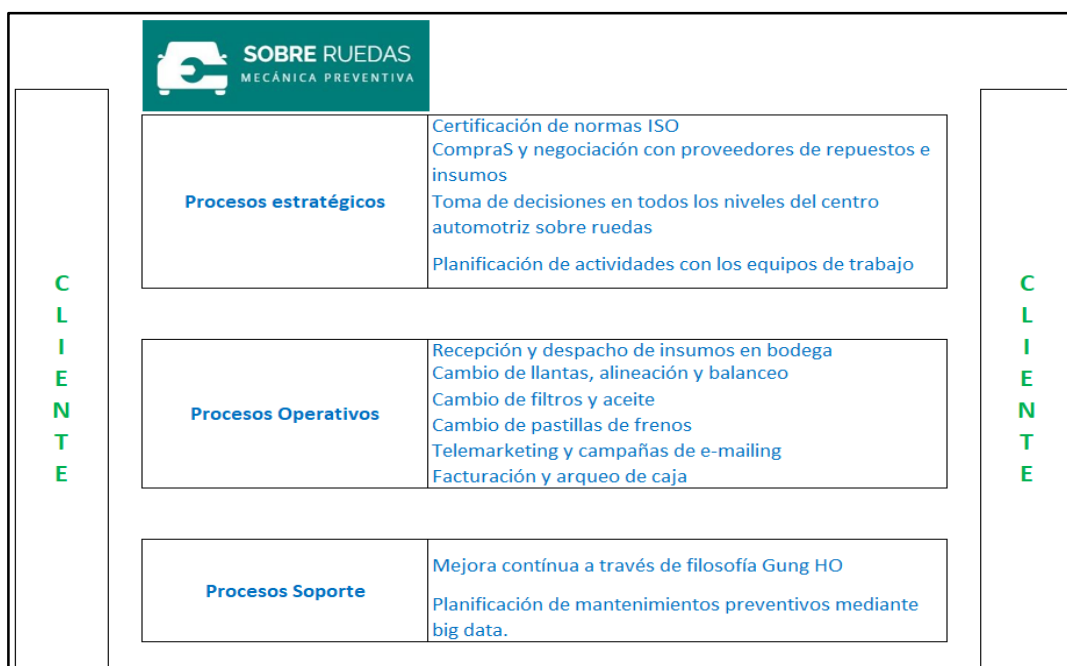 SOBRE RUEDAS
MECÁNICA PREVENTIVA
C
L
I
E
N
T
E
Procesos estratégicos
Certificación de normas ISO
CompraS y negociación con proveedores de repuestos e
insumos
Toma de decisiones en todos los niveles del centro
automotriz sobre ruedas
Planificación de actividades con los equipos de trabajo
Procesos Operativos
Recepción y despacho de insumos en bodega
Cambio de llantas, alineación y balanceo
Cambio de filtros y aceite
Cambio de pastillas de frenos
Telemarketing y campañas de e-mailing
Facturación y arqueo de caja
Procesos Soporte
Mejora contínua a través de filosofía Gung HO
Planificación de mantenimientos preventivos mediante
big data.
C
L
I
E
N
T
E